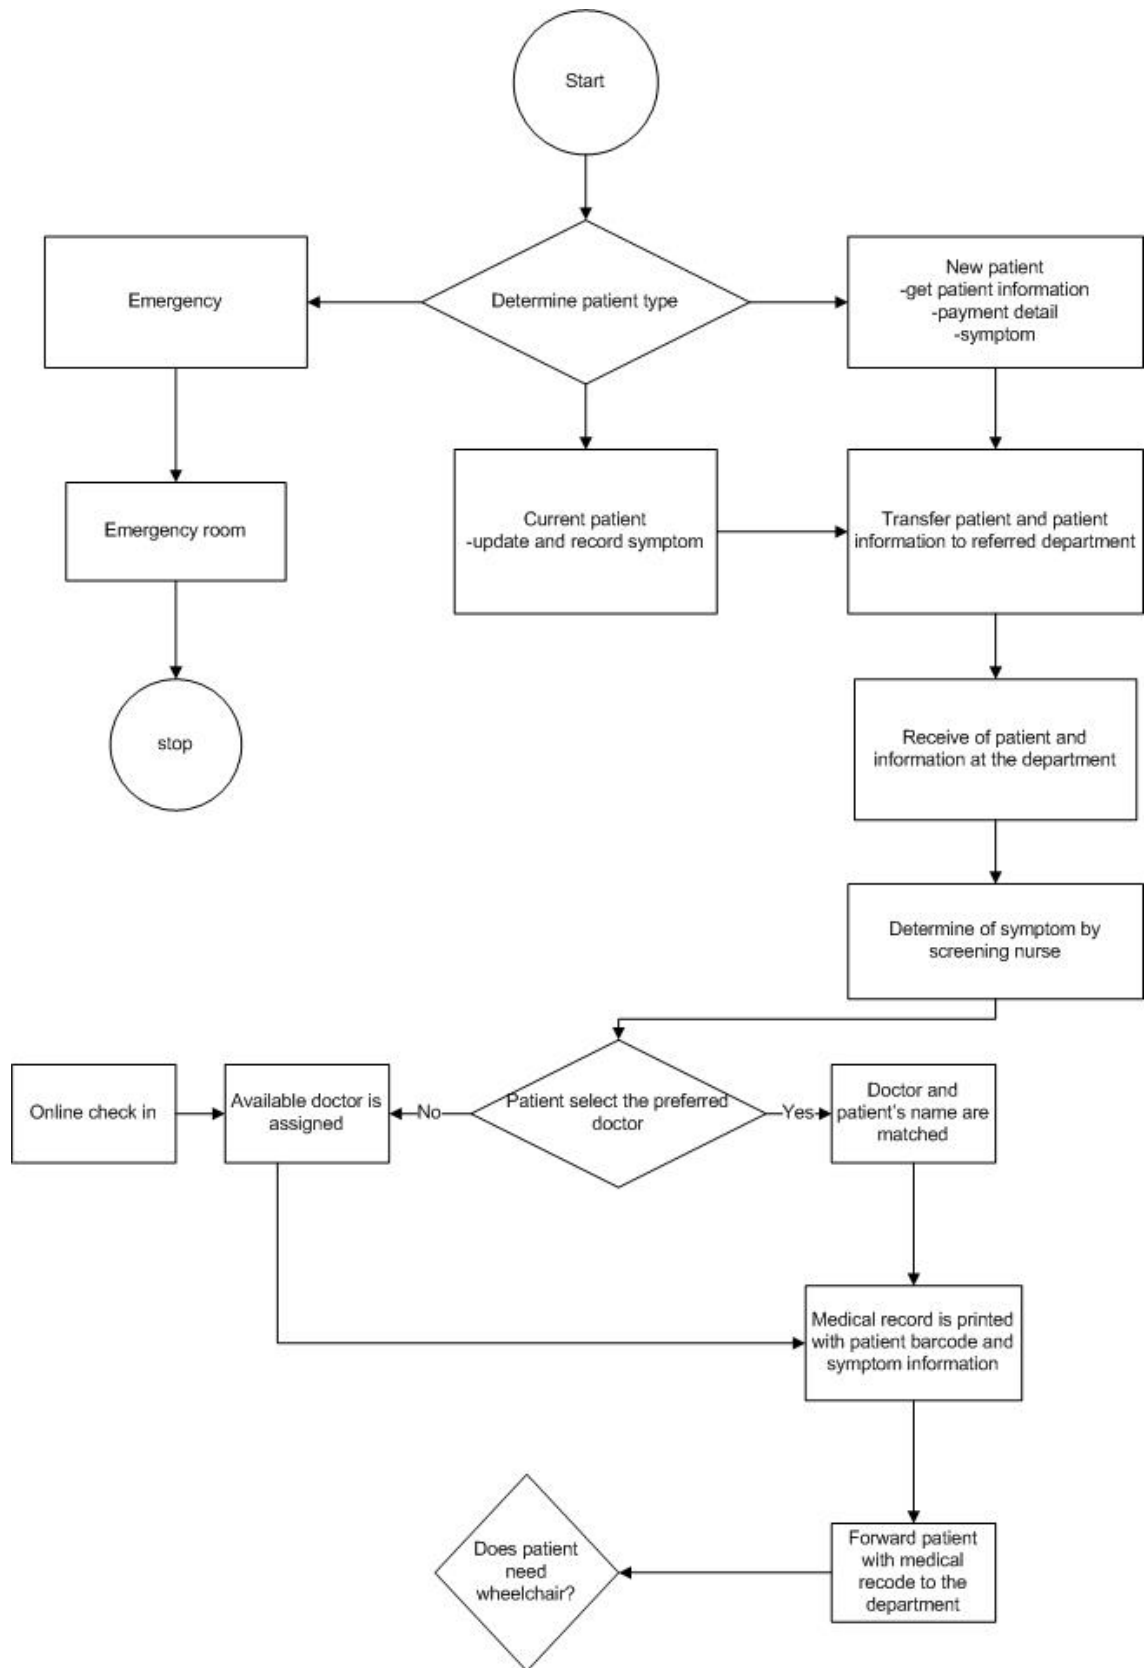 Start
Determine patient type
Emergency
New patient
-get patient information
-payment detail
-symptom
Emergency room
Current patient
-update and record symptom
Transfer patient and patient
information to referred department
stop
Receive of patient and
information at the department
Determine of symptom by
screening nurse
Online check in
Available doctor is
assigned
No
Patient select the preferred
doctor
Yes
Doctor and
patient's name are
matched
Medical record is printed
with patient barcode and
symptom information
Does patient
need
wheelchair?
Forward patient
with medical
recode to the
department